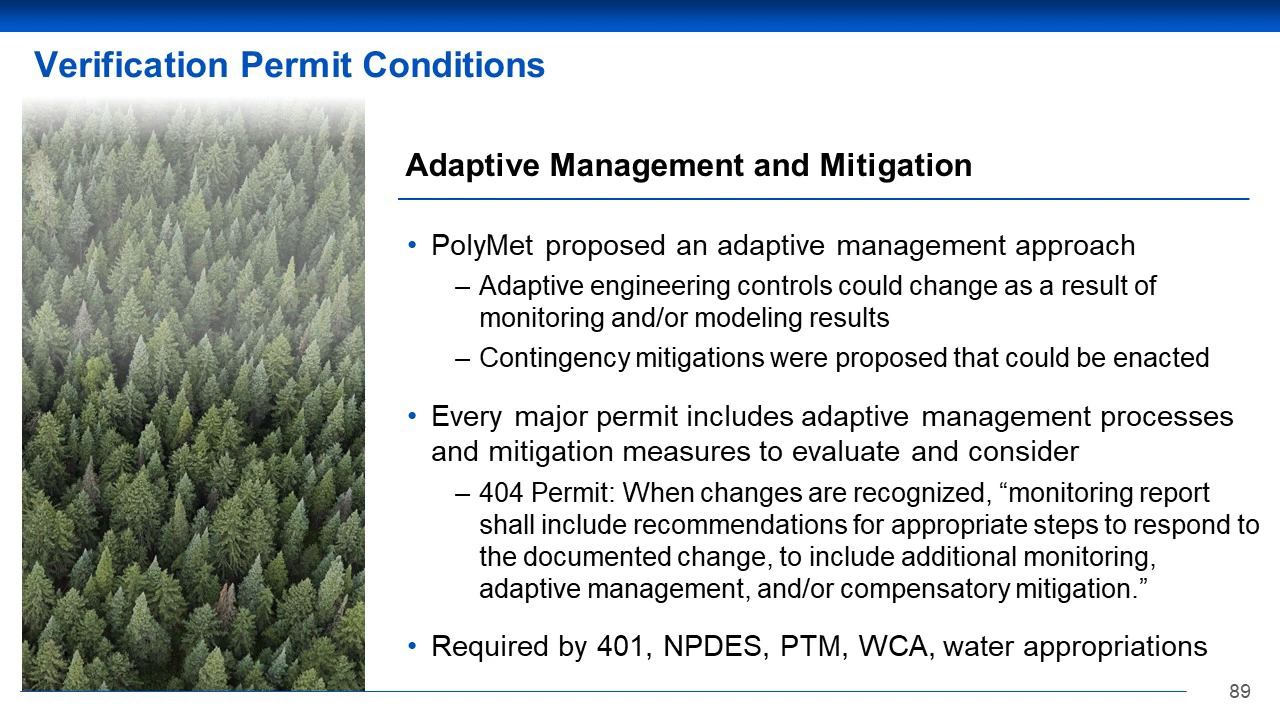 Verification Permit Conditions
Adaptive Management and Mitigation
• PolyMet proposed an adaptive management approach
– Adaptive engineering controls could change as a result of
monitoring and/or modeling results
– Contingency mitigations were proposed that could be enacted
• Every major permit includes adaptive management processes
and mitigation measures to evaluate and consider
– 404 Permit: When changes are recognized, “monitoring report
shall include recommendations for appropriate steps to respond to
the documented change, to include additional monitoring,
adaptive management, and/or compensatory mitigation.”
• Required by 401, NPDES, PTM, WCA, water appropriations
89